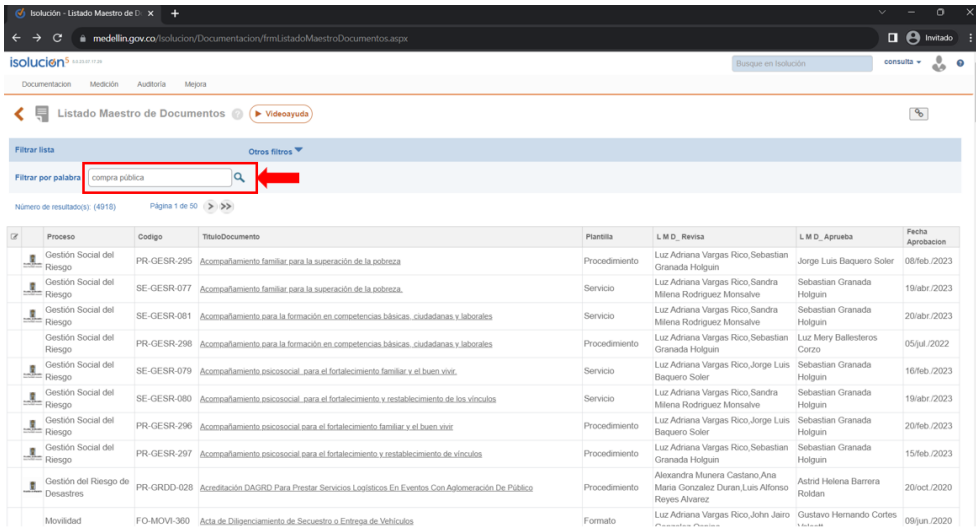 Isolución - Listado Maestro de D
medellin.gov.co/Isolucion/Documentacion/frmListadoMaestroDocumentos.aspx
Invitado
isolución5
Busque en Isolución
consulta
Documentacion Medición Auditoría Mejora
Listado Maestro de Documentos Videoayuda
Filtrar lista Otros filtros
Filtrar por palabra compra pública
Número de resultado(s): (4918) Página 1 de 50 > >>
Proceso Codigo TituloDocumento Plantilla L M D_ Revisa L M D_ Aprueba Fecha Aprobacion
Gestión Social del Riesgo PR-GESR-295 Acompañamiento familiar para la superación de la pobreza Procedimiento Luz Adriana Vargas Rico,Sebastian Granada Holguin Jorge Luis Baquero Soler 08/feb./2023
Gestión Social del Riesgo SE-GESR-077 Acompañamiento familiar para la superación de la pobreza. Servicio Luz Adriana Vargas Rico,Sandra Milena Rodriguez Monsalve Sebastian Granada Holguin 19/abr./2023
Gestión Social del Riesgo SE-GESR-081 Acompañamiento para la formación en competencias básicas, ciudadanas y laborales Servicio Luz Adriana Vargas Rico,Sandra Milena Rodriguez Monsalve Sebastian Granada Holguin 20/abr./2023
Gestión Social del Riesgo PR-GESR-298 Acompañamiento para la formación en competencias básicas, ciudadanas y laborales Procedimiento Luz Adriana Vargas Rico,Sebastian Granada Holguin Luz Mery Ballesteros Corzo 05/jul./2022
Gestión Social del Riesgo SE-GESR-079 Acompañamiento psicosocial para el fortalecimiento familiar y el buen vivir. Servicio Luz Adriana Vargas Rico,Jorge Luis Baquero Soler Sebastian Granada Holguin 16/feb./2023
Gestión Social del Riesgo SE-GESR-080 Acompañamiento psicosocial para el fortalecimiento y restablecimiento de los vínculos Servicio Luz Adriana Vargas Rico,Sandra Milena Rodriguez Monsalve Sebastian Granada Holguin 19/abr./2023
Gestión Social del Riesgo PR-GESR-296 Acompañamiento psicosocial para el fortalecimiento familiar y el buen vivir Procedimiento Luz Adriana Vargas Rico,Jorge Luis Baquero Soler Sebastian Granada Holguin 20/feb./2023
Gestión Social del Riesgo PR-GESR-297 Acompañamiento psicosocial para el fortalecimiento y restablecimiento de vínculos Procedimiento Luz Adriana Vargas Rico,Sebastian Granada Holguin Sebastian Granada Holguin 15/feb./2023
Gestión del Riesgo de Desastres PR-GRDD-028 Acreditación DAGRD Para Prestar Servicios Logísticos En Eventos Con Aglomeración De Público Procedimiento Alexandra Munera Castano,Ana Maria Gonzalez Duran,Luis Alfonso Reyes Alvarez Astrid Helena Barrera Roldan 20/oct./2020
Movilidad FO-MOVI-360 Acta de Diligenciamiento de Secuestro o Entrega de Vehículos Formato Luz Adriana Vargas Rico,John Jairo Gustavo Hernando Cortes 09/jun./2020